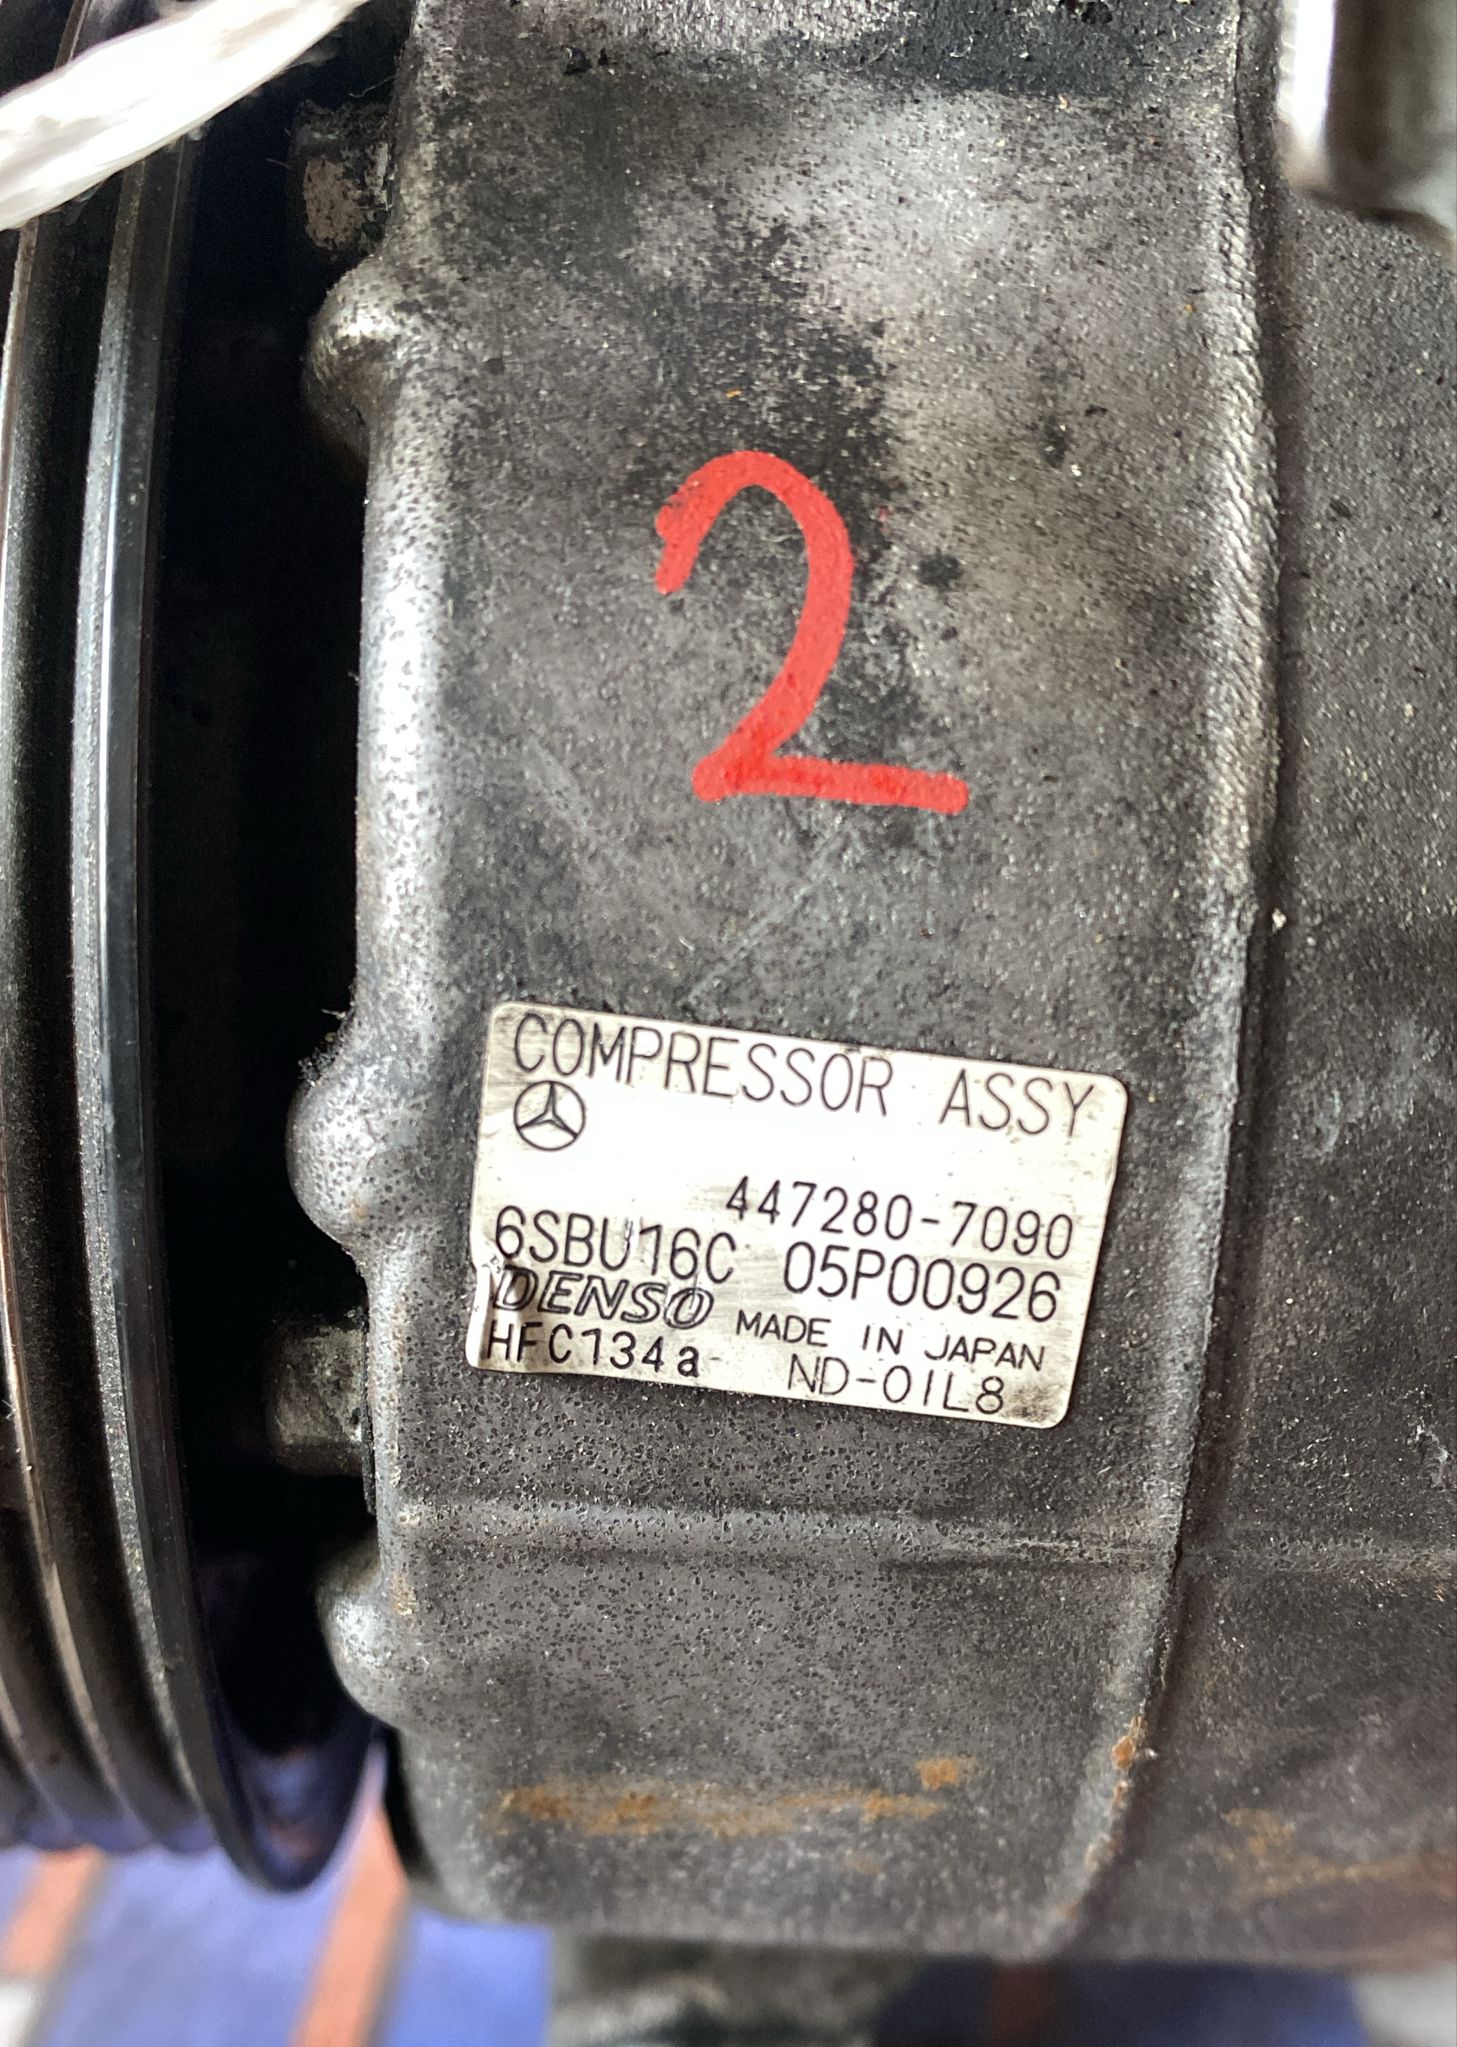 2
COMPRESSOR ASSY
447280-7090
6SBU16C 05P00926
DENSO MADE IN JAPAN
HFC134a ND-OIL8